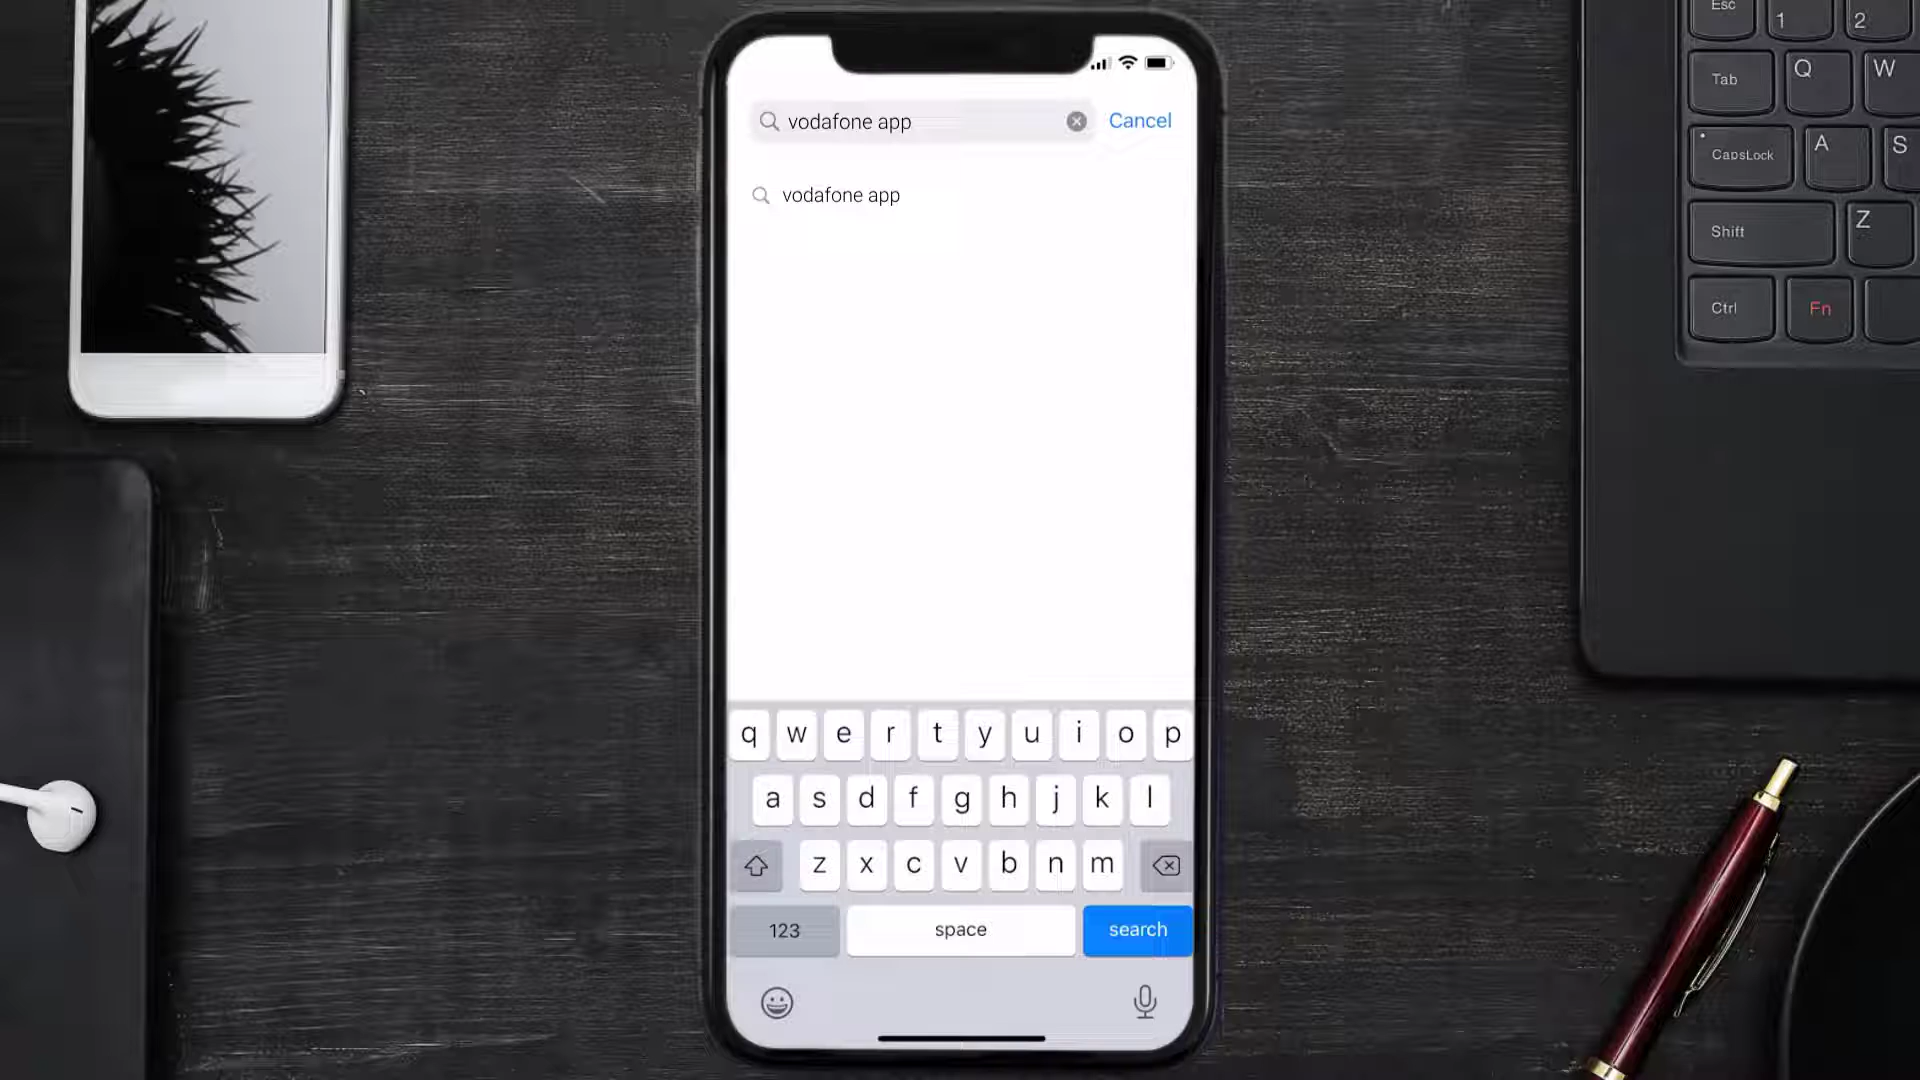 vodafone app
Cancel
vodafone app
q w e r t y u i o p
a s d f g h j k l
z x c v b n m
123 space search
Esc 1 2
Tab Q W
CapsLock A S
Shift Z
Ctrl Fn